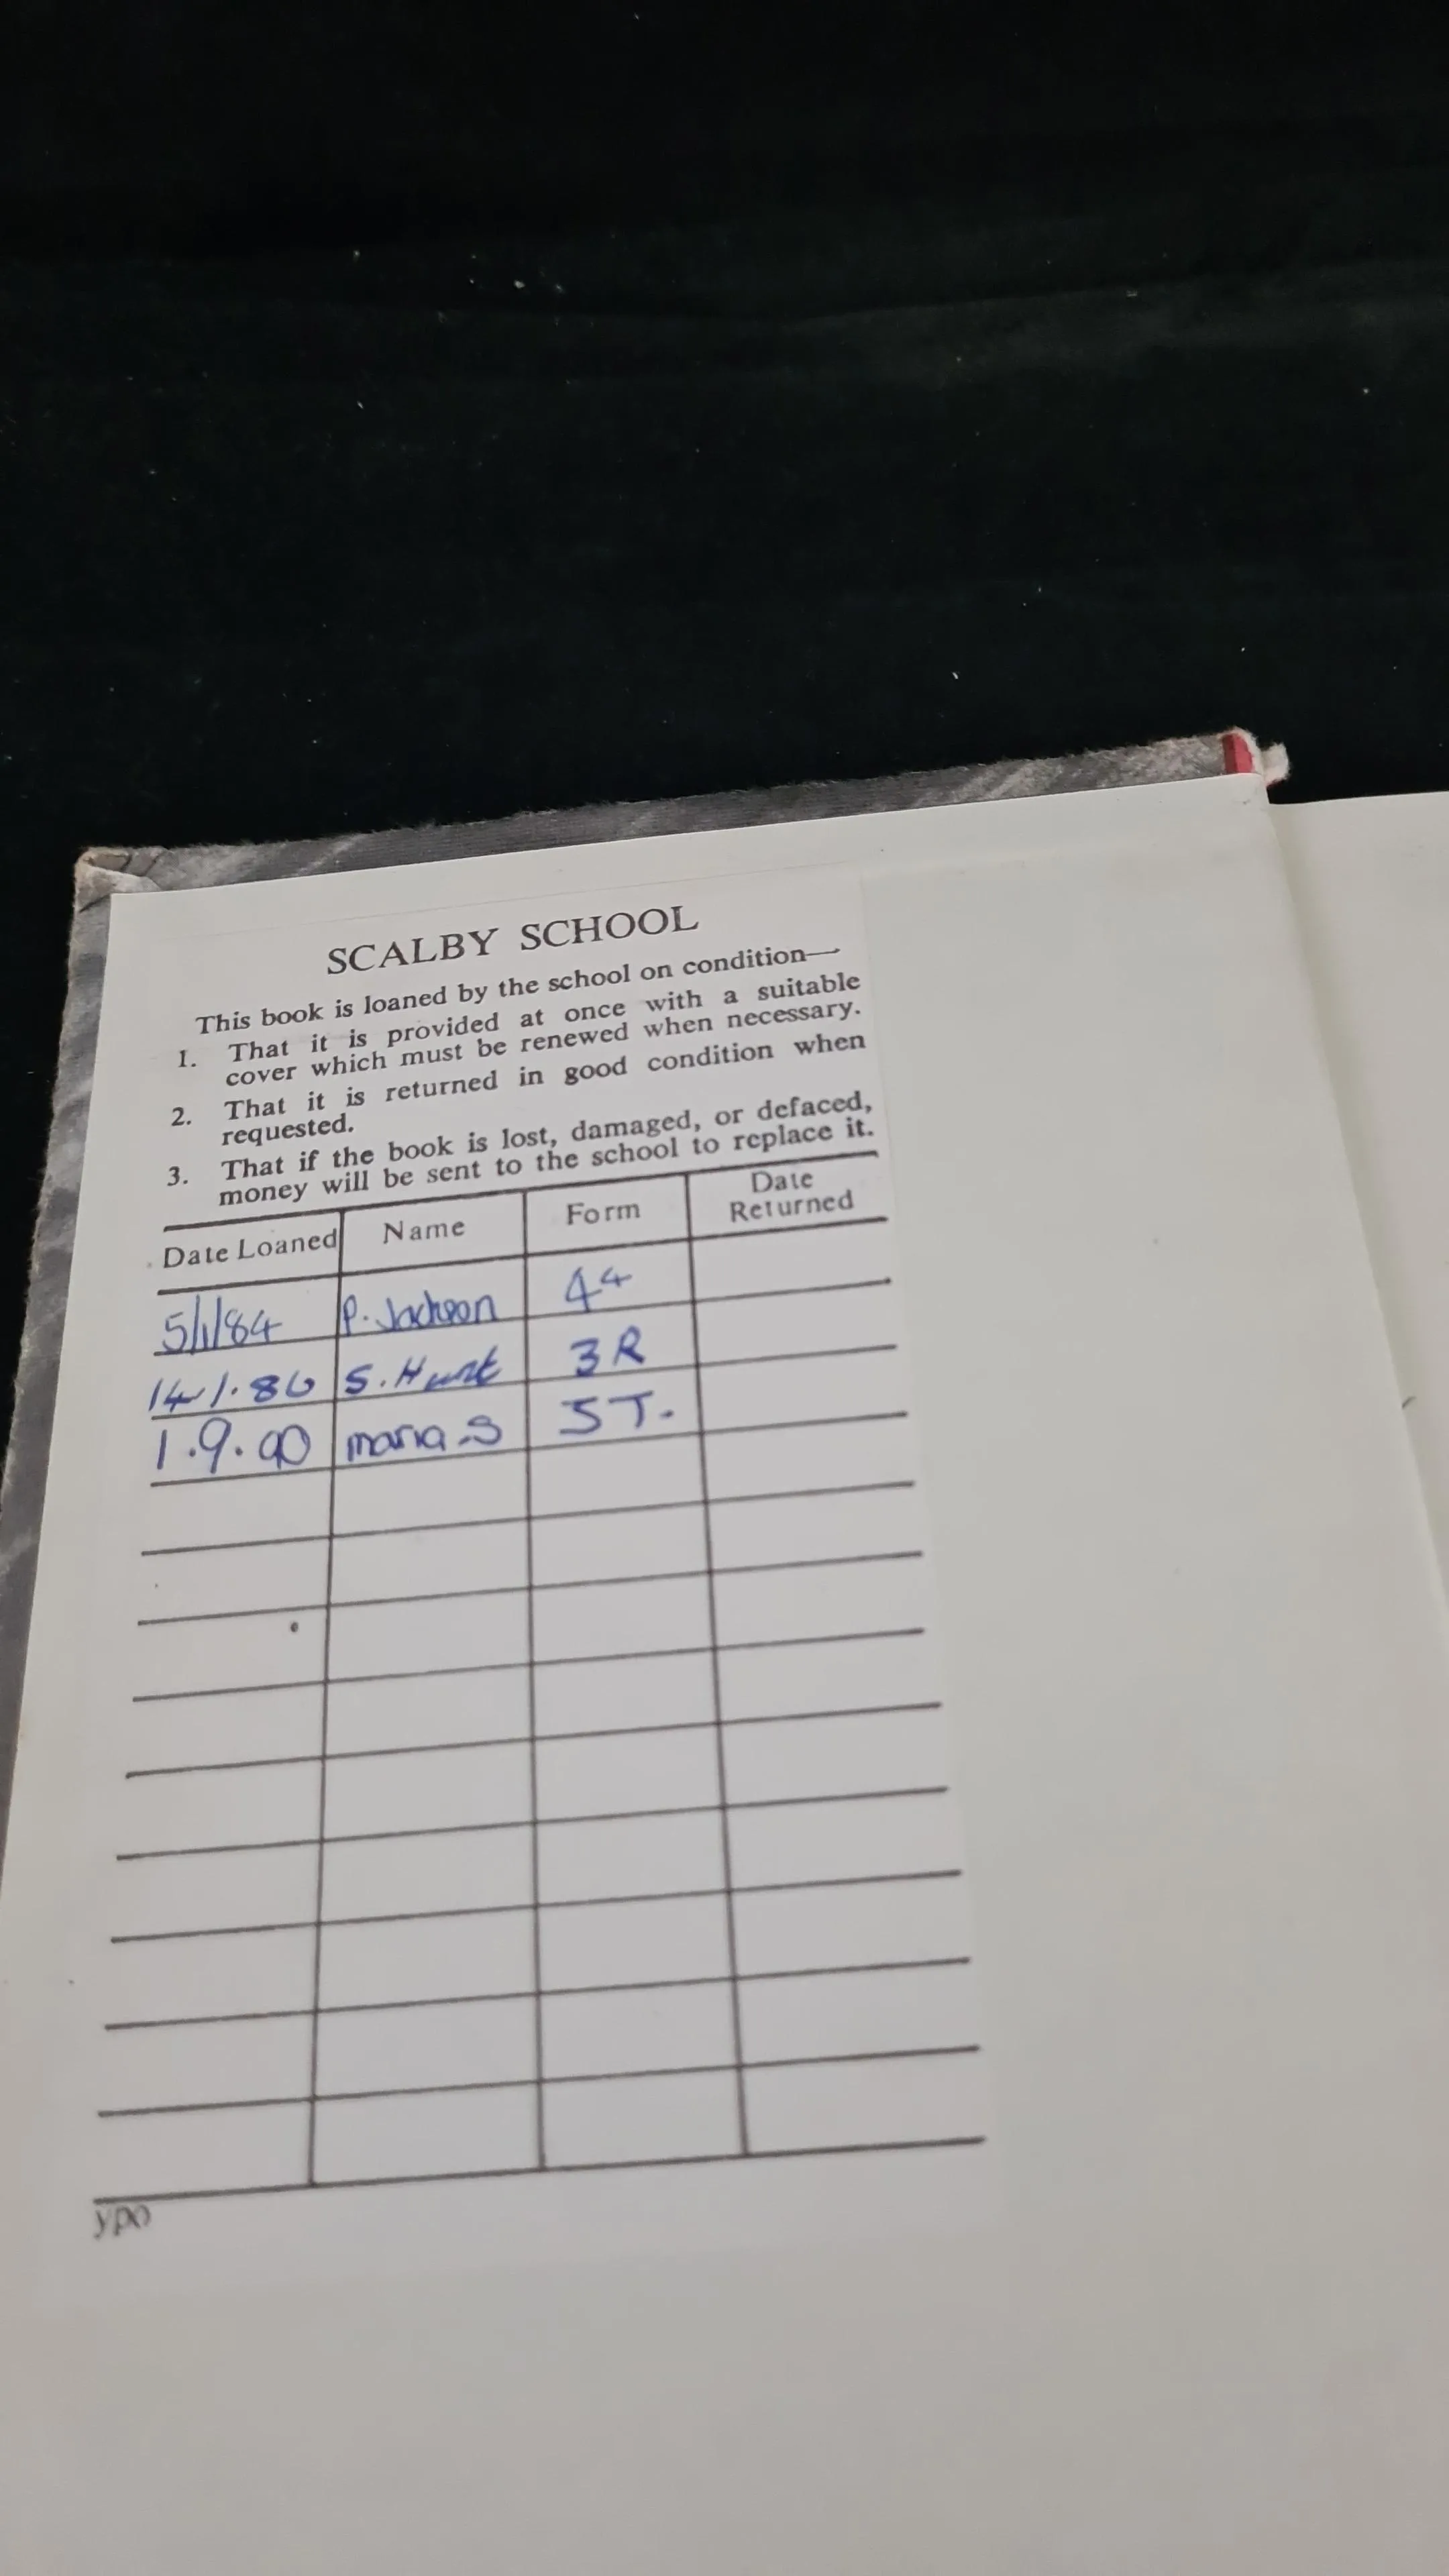 SCALBY SCHOOL
This book is loaned by the school on condition—
1. That it is provided at once with a suitable
cover which must be renewed when necessary.
2. That it is returned in good condition when
requested.
3. That if the book is lost, damaged, or defaced,
money will be sent to the school to replace it.
Date Loaned Name Form Date Returned
5/1/84 P. Jackson 4
14.1.86 S. Hunt 3R
1.9.90 maria.S 5T.
ypo